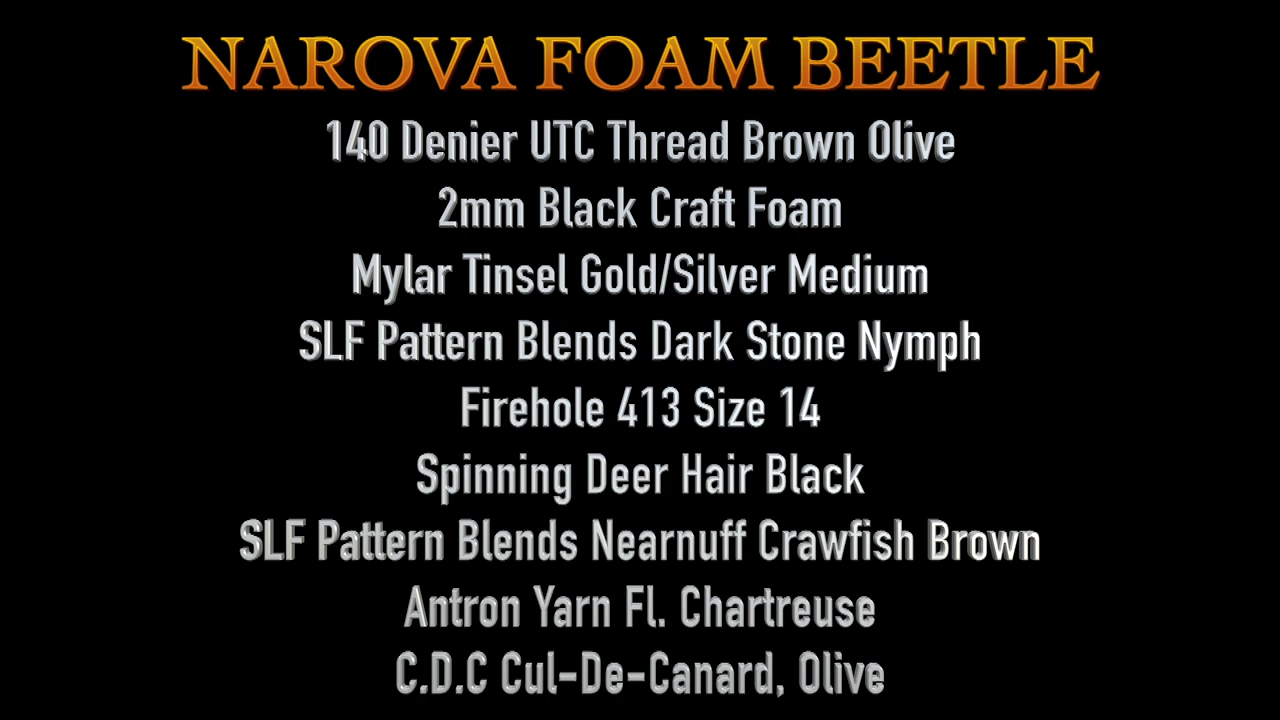 NAROVA FOAM BEETLE
140 Denier UTC Thread Brown Olive
2mm Black Craft Foam
Mylar Tinsel Gold/Silver Medium
SLF Pattern Blends Dark Stone Nymph
Firehole 413 Size 14
Spinning Deer Hair Black
SLF Pattern Blends Nearnuff Crawfish Brown
Antron Yarn Fl. Chartreuse
C.D.C Cul-De-Canard, Olive